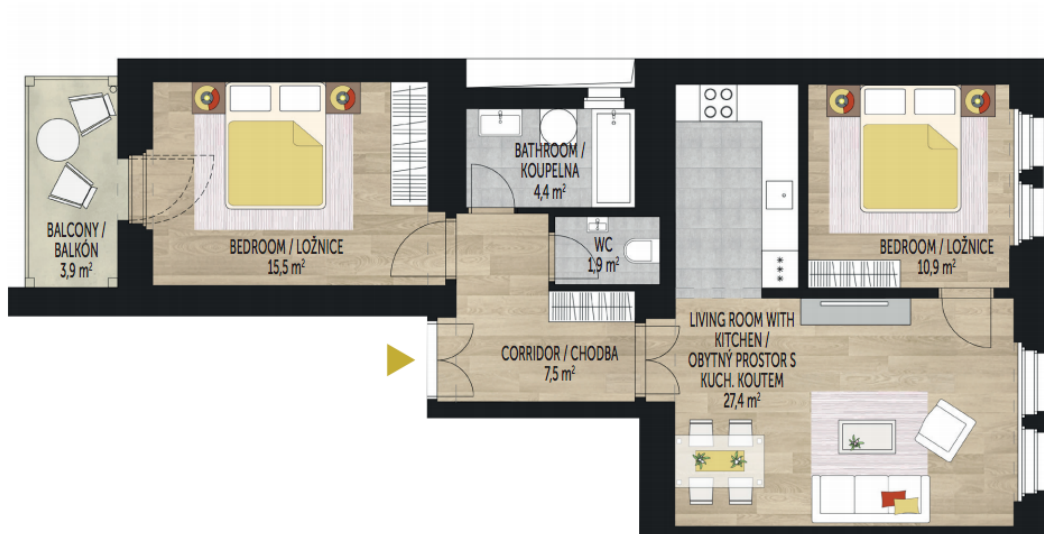 BALCONY /
BALKÓN
3,9 m²
BEDROOM / LOŽNICE
15,5 m²
BATHROOM /
KOUPELNA
4,4 m²
WC
1,9 m²
CORRIDOR / CHODBA
7,5 m²
LIVING ROOM WITH
KITCHEN /
OBYTNÝ PROSTOR S
KUCH. KOUTEM
27,4 m²
BEDROOM / LOŽNICE
10,9 m²